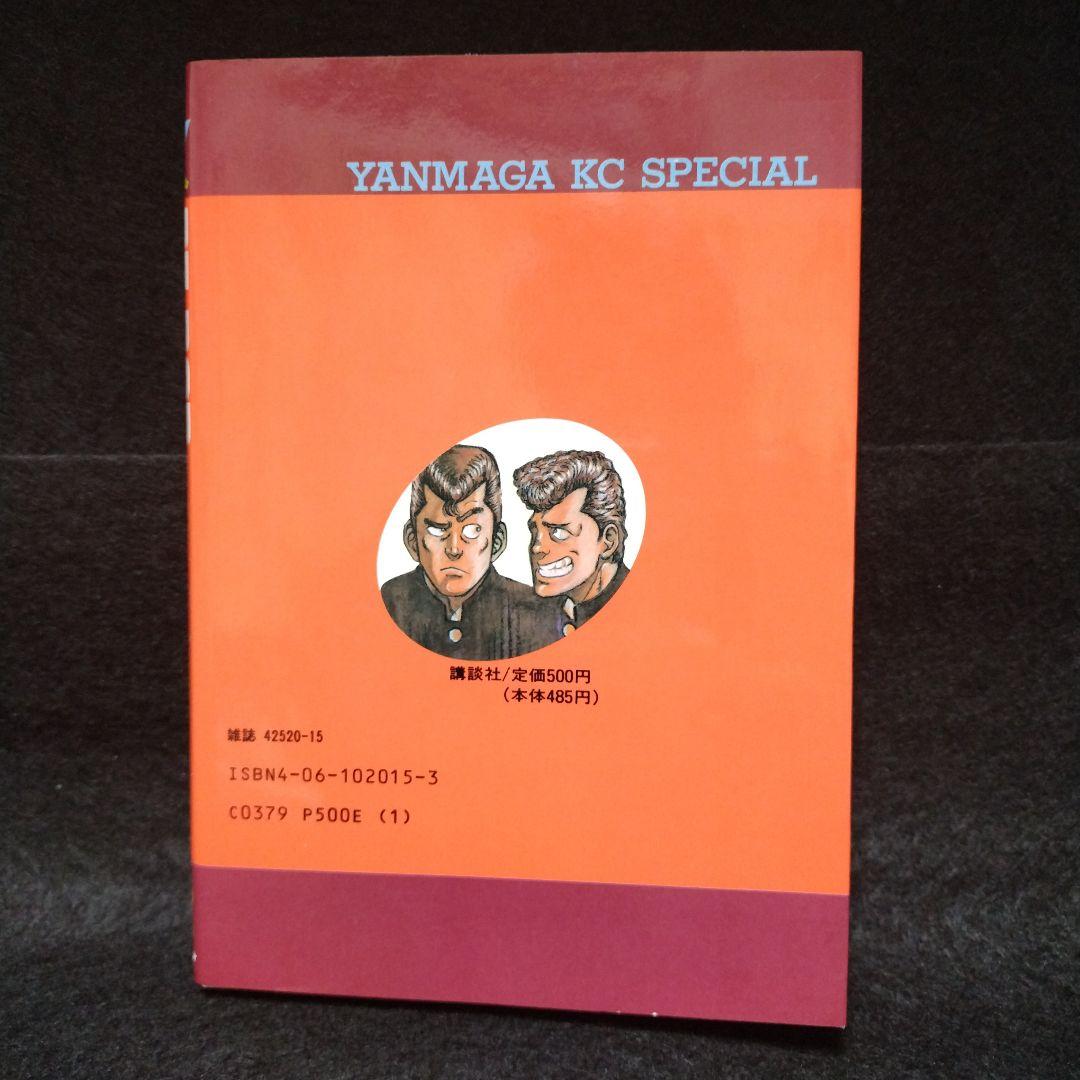 YANMAGA KC SPECIAL
講談社/定価500円
(本体485円)
雑誌 42520-15
ISBN4-06-102015-3
C0379 P500E (1)